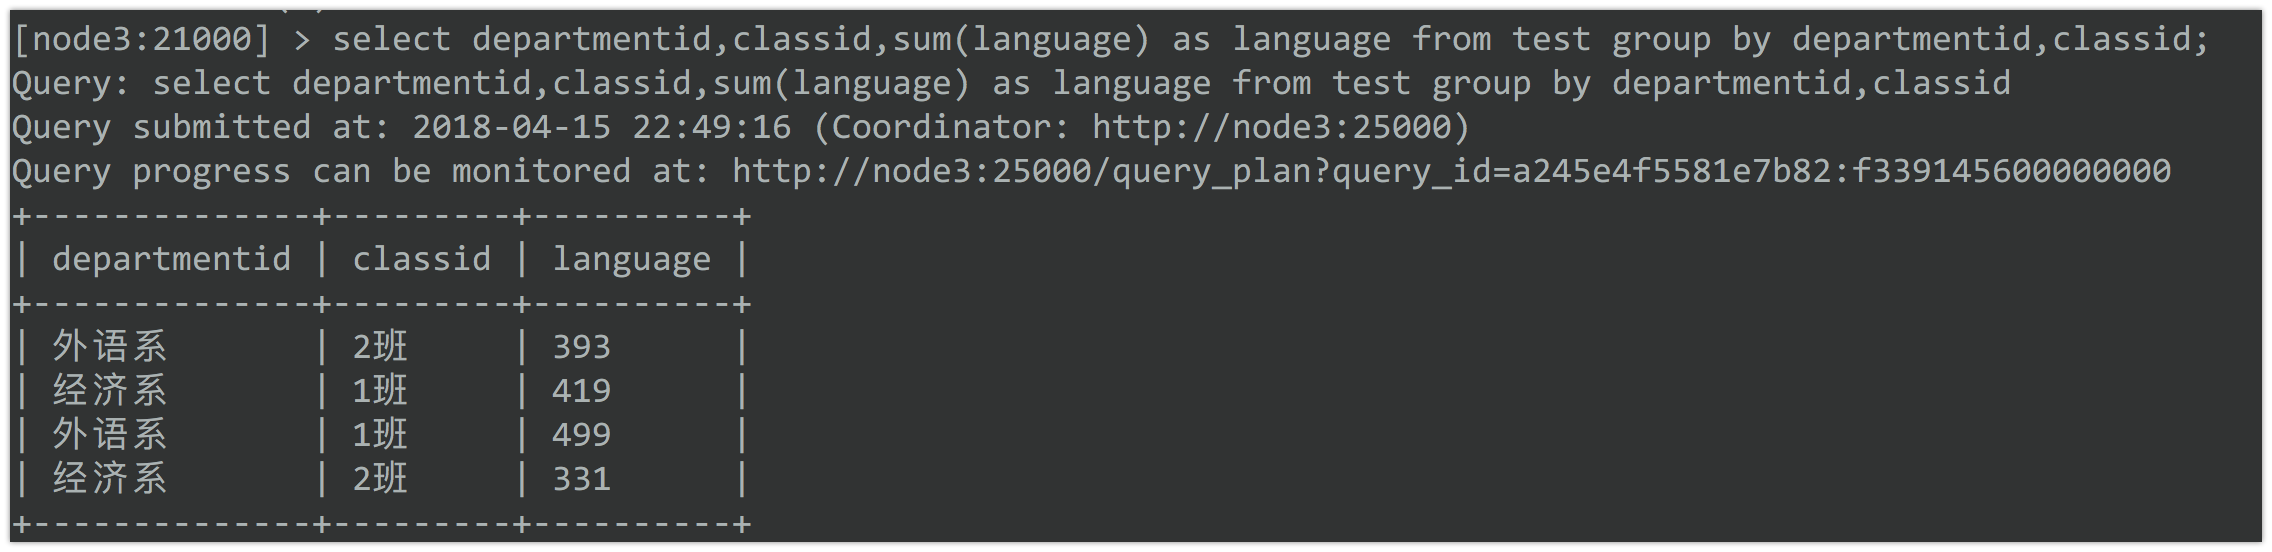 [node3:21000] > select departmentid,classid,sum(language) as language from test group by departmentid,classid;
Query: select departmentid,classid,sum(language) as language from test group by departmentid,classid
Query submitted at: 2018-04-15 22:49:16 (Coordinator: http://node3:25000)
Query progress can be monitored at: http://node3:25000/query_plan?query_id=a245e4f5581e7b82:f339145600000000
+--------------+---------+----------+
| departmentid | classid | language |
+--------------+---------+----------+
| 外语系 | 2班 | 393 |
| 经济系 | 1班 | 419 |
| 外语系 | 1班 | 499 |
| 经济系 | 2班 | 331 |
+--------------+---------+----------+